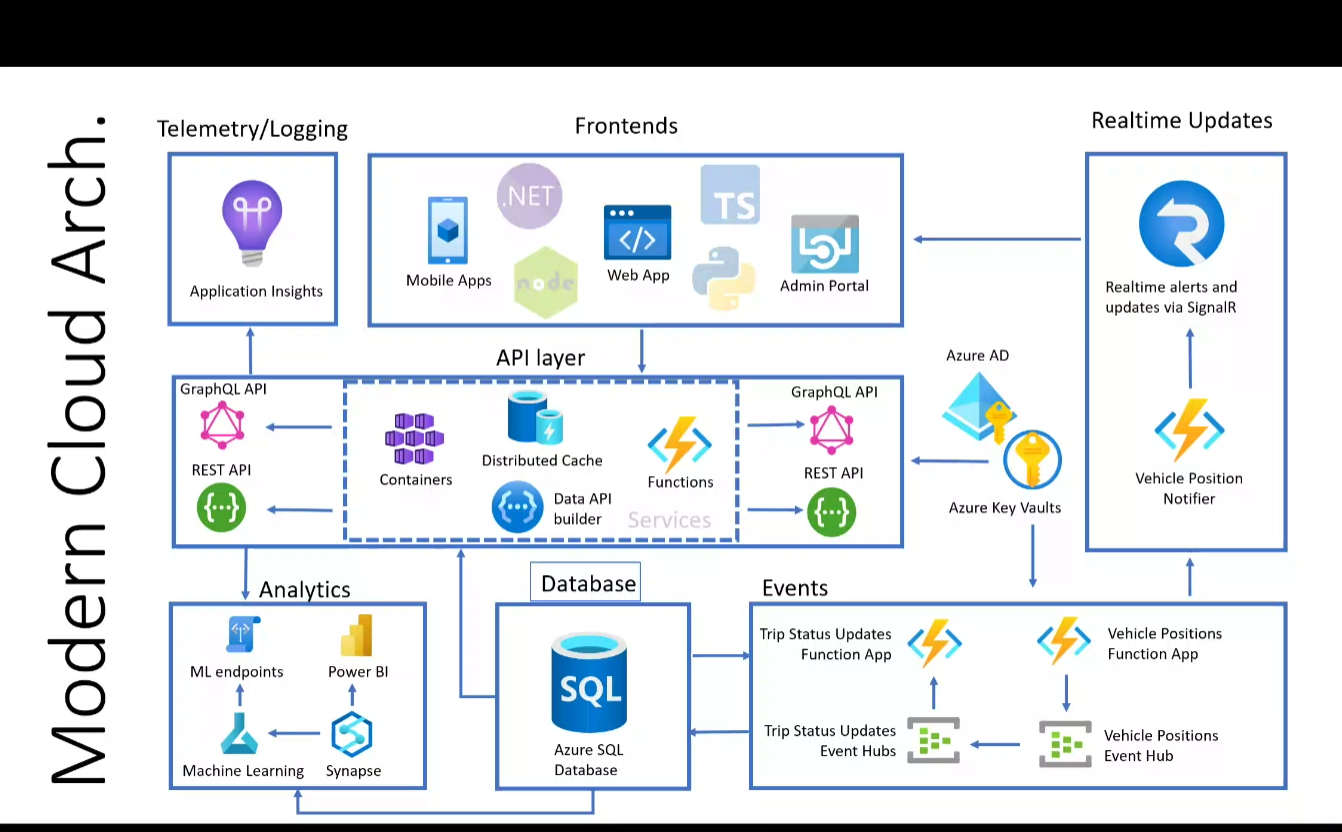 Modern Cloud Arch.
Telemetry/Logging
Application Insights
Frontends
.NET
TS
node
Mobile Apps
Web App
Admin Portal
Realtime Updates
Realtime alerts and
updates via SignalR
Vehicle Position
Notifier
API layer
GraphQL API
REST API
Containers
Distributed Cache
Data API
builder
Functions
Services
GraphQL API
REST API
Azure AD
Azure Key Vaults
Analytics
ML endpoints
Power BI
Machine Learning
Synapse
Database
SQL
Azure SQL
Database
Events
Trip Status Updates
Function App
Vehicle Positions
Function App
Trip Status Updates
Event Hubs
Vehicle Positions
Event Hub